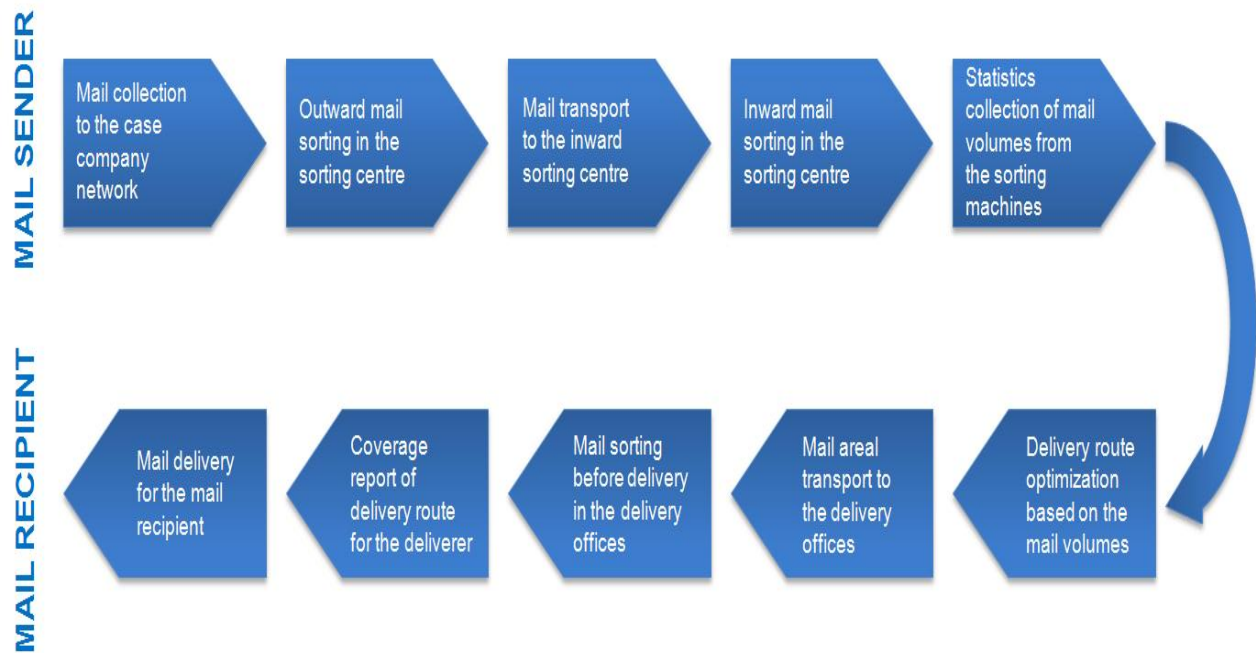 MAIL SENDER
Mail collection
to the case
company
network
Outward mail
sorting in the
sorting centre
Mail transport
to the inward
sorting centre
Inward mail
sorting in the
sorting centre
Statistics
collection of mail
volumes from
the sorting
machines
MAIL RECIPIENT
Delivery route
optimization
based on the
mail volumes
Mail areal
transport to
the delivery
offices
Mail sorting
before delivery
in the delivery
offices
Coverage
report of
delivery route
for the deliverer
Mail delivery
for the mail
recipient